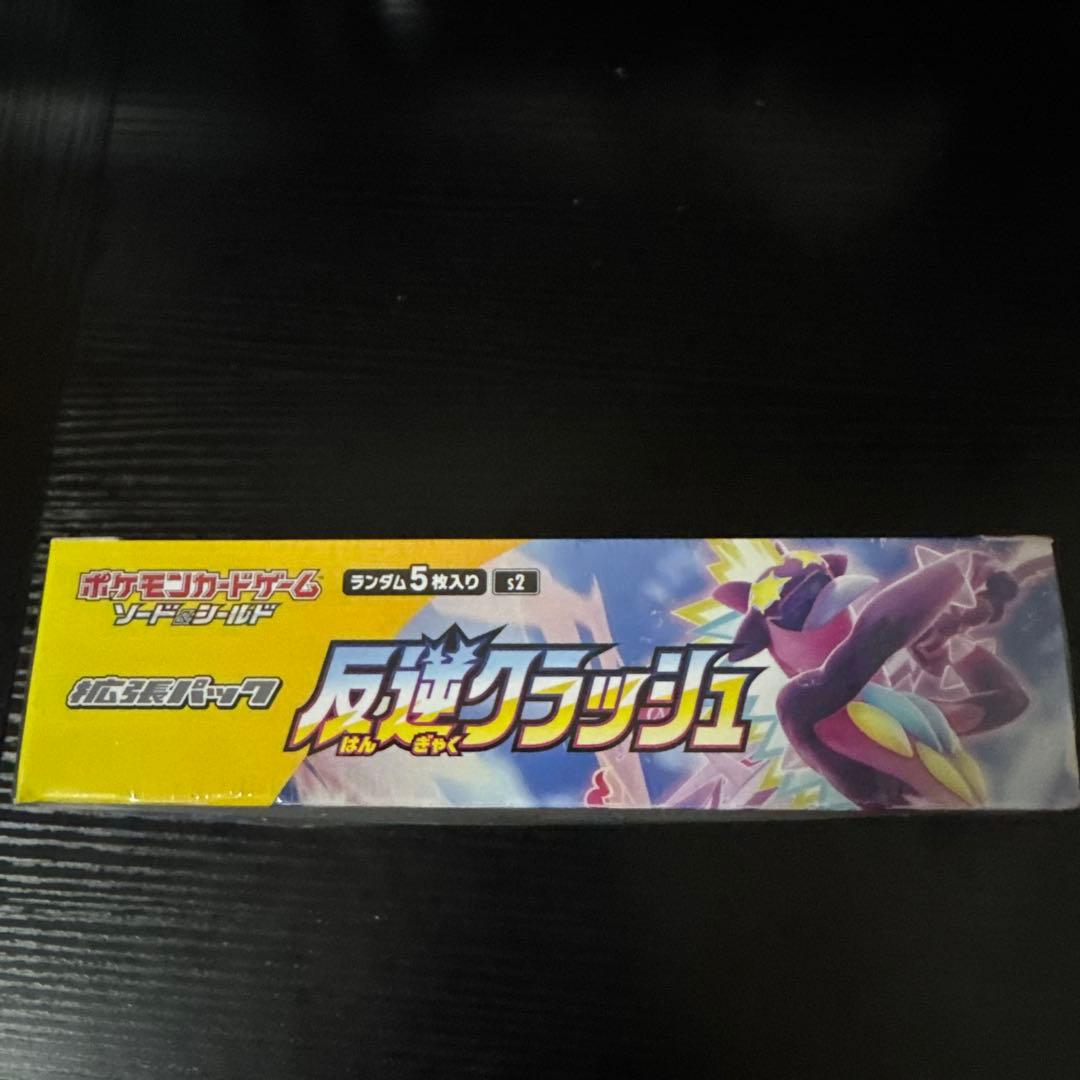 ポケモンカードゲーム
ソード&シールド
ランダム5枚入り
s2
拡張パック
反逆クラッシュ
はんぎゃく